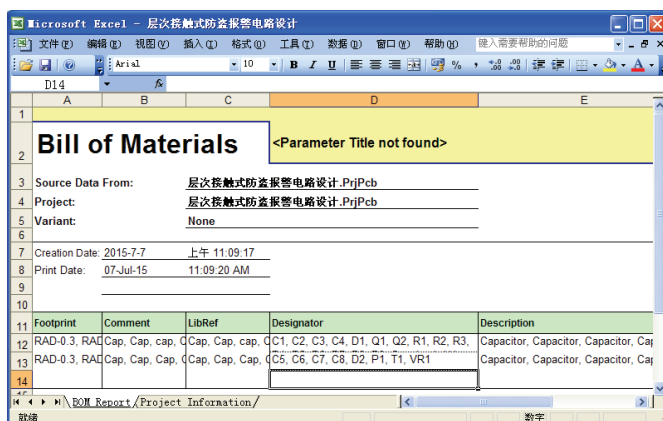 Microsoft Excel - 层次接触式防盗报警电路设计
文件(F) 编辑(E) 视图(V) 插入(I) 格式(O) 工具(T) 数据(D) 窗口(W) 帮助(H) 键入需要帮助的问题
Arial 10 B I U %
D14 fx
A B C D E
1
2 Bill of Materials <Parameter Title not found>
3 Source Data From: 层次接触式防盗报警电路设计.PrjPcb
4 Project: 层次接触式防盗报警电路设计.PrjPcb
5 Variant: None
6
7 Creation Date: 2015-7-7 上午 11:09:17
8 Print Date: 07-Jul-15 11:09:20 AM
9
10
11 Footprint Comment LibRef Designator Description
12 RAD-0.3, RAD Cap, Cap, cap, C Cap, Cap, cap, C C1, C2, C3, C4, D1, Q1, Q2, R1, R2, R3, Capacitor, Capacitor, Capacitor, Cap
13 RAD-0.3, RAD Cap, Cap, Cap, C Cap, Cap, Cap, C C5, C6, C7, C8, D2, P1, T1, VR1 Capacitor, Capacitor, Capacitor, Cap
14
BOM Report Project Information
就绪 数字